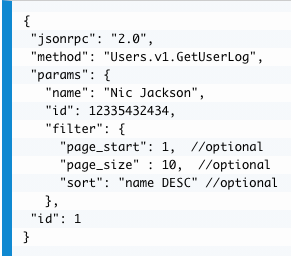 {
"jsonrpc": "2.0",
"method": "Users.v1.GetUserLog",
"params": {
"name": "Nic Jackson",
"id": 12335432434,
"filter": {
"page_start": 1,  //optional
"page_size" : 10,  //optional
"sort": "name DESC" //optional
},
"id": 1
}